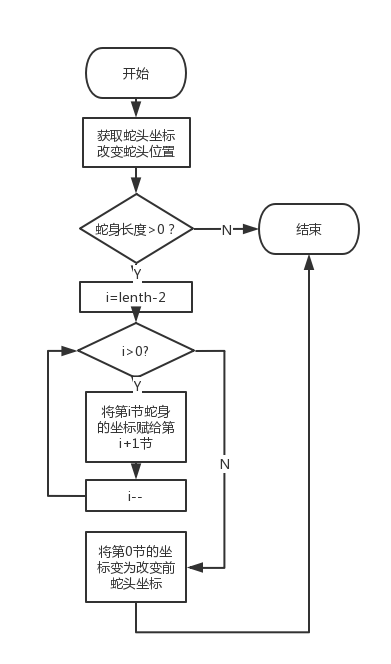 开始
获取蛇头坐标
改变蛇头位置
蛇身长度>0？
N
结束
Y
i=lenth-2
i>0?
Y
将第i节蛇身
的坐标赋给第
i+1节
N
i--
将第0节的坐
标变为改变前
蛇头坐标